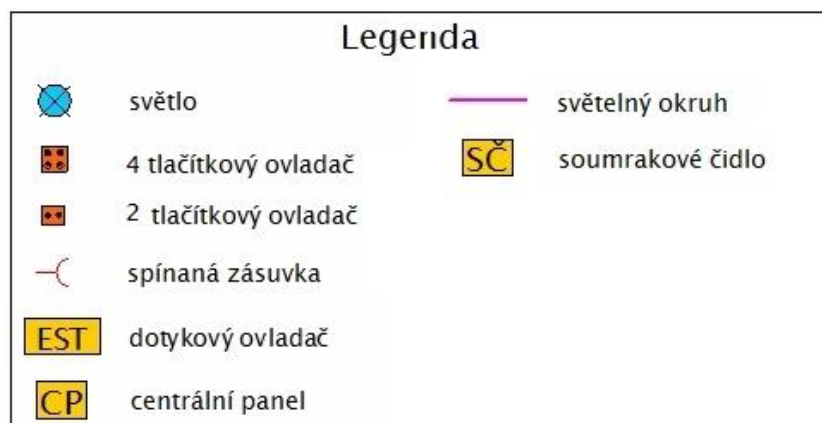 Legenda
světlo
4 tlačítkový ovladač
2 tlačítkový ovladač
spínaná zásuvka
EST dotykový ovladač
CP centrální panel
světelný okruh
SČ soumrakové čidlo